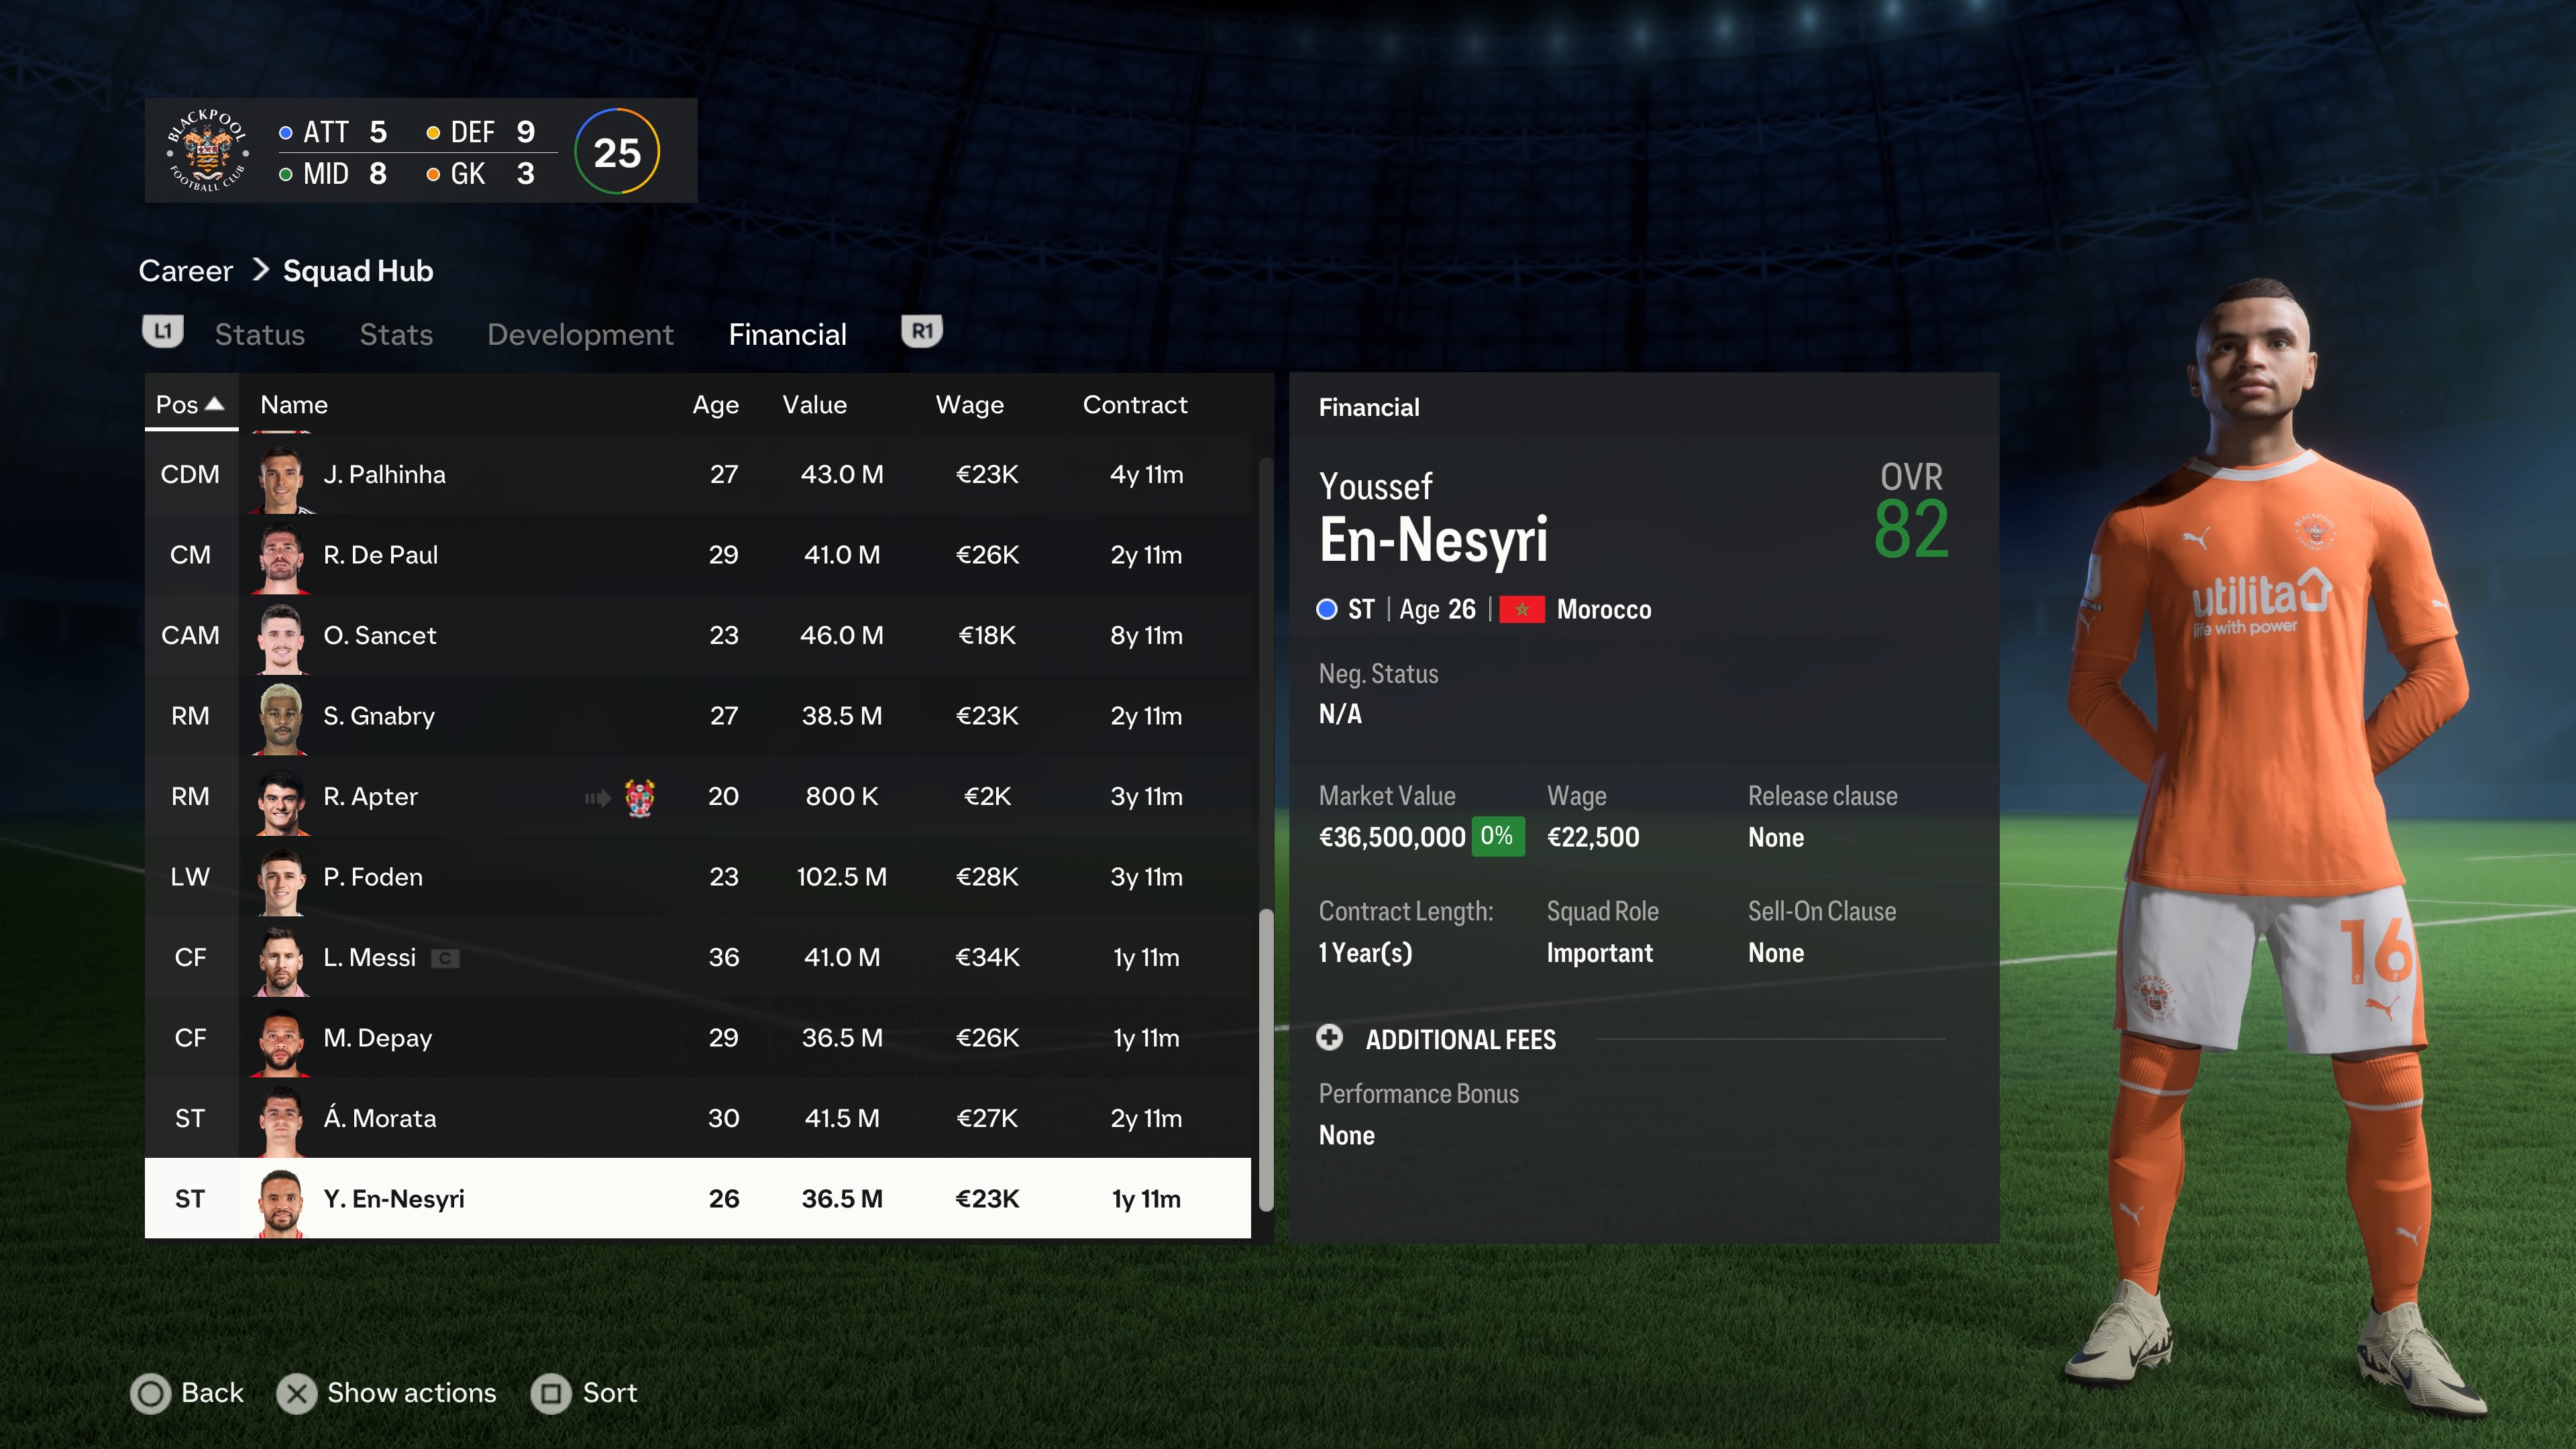 BLACKPOOL
FOOTBALL CLUB
ATT 5 DEF 9
MID 8 GK 3
25
Career > Squad Hub
L1 Status Stats Development Financial R1
Pos Name Age Value Wage Contract
CDM J. Palhinha 27 43.0 M €23K 4y 11m
CM R. De Paul 29 41.0 M €26K 2y 11m
CAM O. Sancet 23 46.0 M €18K 8y 11m
RM S. Gnabry 27 38.5 M €23K 2y 11m
RM R. Apter 20 800 K €2K 3y 11m
LW P. Foden 23 102.5 M €28K 3y 11m
CF L. Messi C 36 41.0 M €34K 1y 11m
CF M. Depay 29 36.5 M €26K 1y 11m
ST Á. Morata 30 41.5 M €27K 2y 11m
ST Y. En-Nesyri 26 36.5 M €23K 1y 11m
Financial
Youssef
En-Nesyri
OVR
82
ST | Age 26 | Morocco
Neg. Status
N/A
Market Value Wage Release clause
€36,500,000 0% €22,500 None
Contract Length: Squad Role Sell-On Clause
1 Year(s) Important None
ADDITIONAL FEES
Performance Bonus
None
utilita
life with power
16
Back Show actions Sort